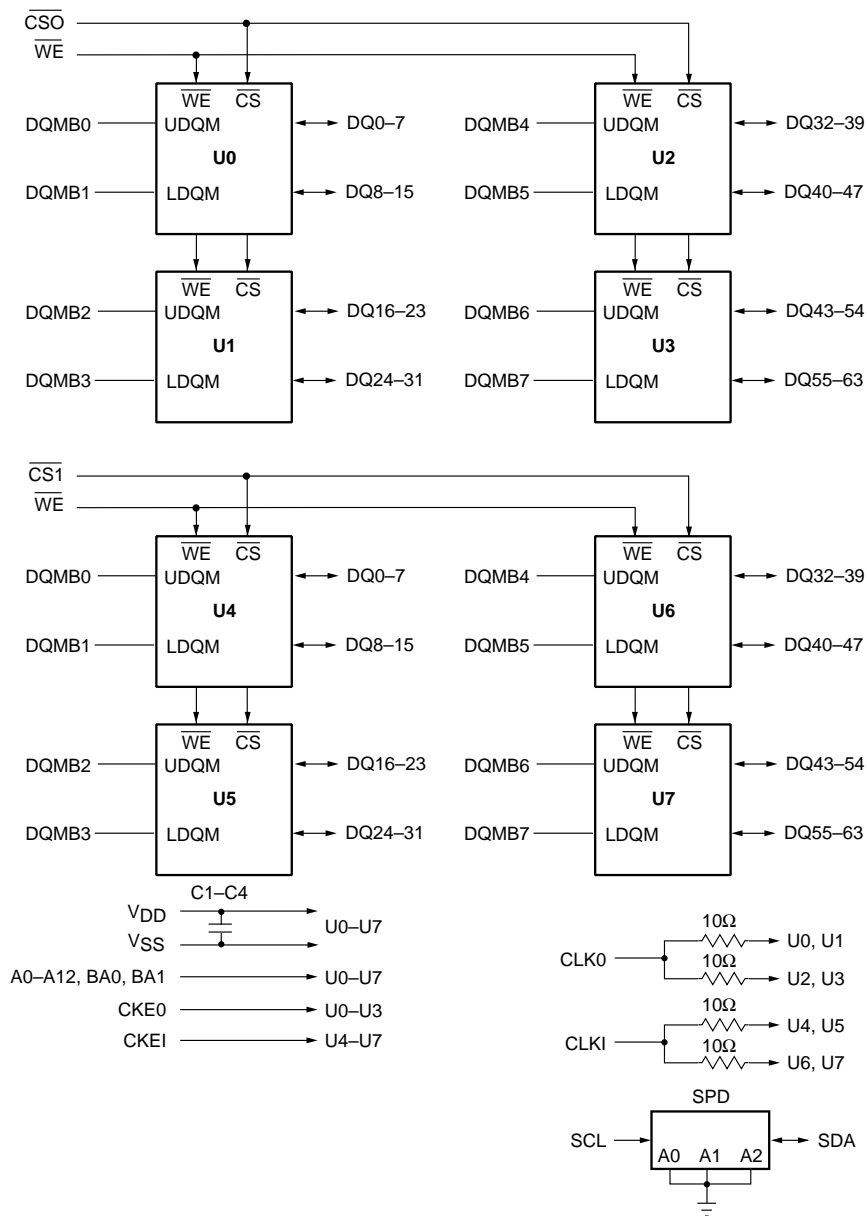 CSO
WE
WE CS
DQMB0 UDQM DQ0–7
U0
DQMB1 LDQM DQ8–15
WE CS
DQMB4 UDQM DQ32–39
U2
DQMB5 LDQM DQ40–47
WE CS
DQMB2 UDQM DQ16–23
U1
DQMB3 LDQM DQ24–31
WE CS
DQMB6 UDQM DQ43–54
U3
DQMB7 LDQM DQ55–63
CS1
WE
WE CS
DQMB0 UDQM DQ0–7
U4
DQMB1 LDQM DQ8–15
WE CS
DQMB4 UDQM DQ32–39
U6
DQMB5 LDQM DQ40–47
WE CS
DQMB2 UDQM DQ16–23
U5
DQMB3 LDQM DQ24–31
WE CS
DQMB6 UDQM DQ43–54
U7
DQMB7 LDQM DQ55–63
C1–C4
VDD
U0–U7
VSS
A0–A12, BA0, BA1 U0–U7
CKE0 U0–U3
CKEI U4–U7
10Ω
U0, U1
CLK0
10Ω
U2, U3
10Ω
U4, U5
CLKI
10Ω
U6, U7
SPD
SCL SDA
A0 A1 A2